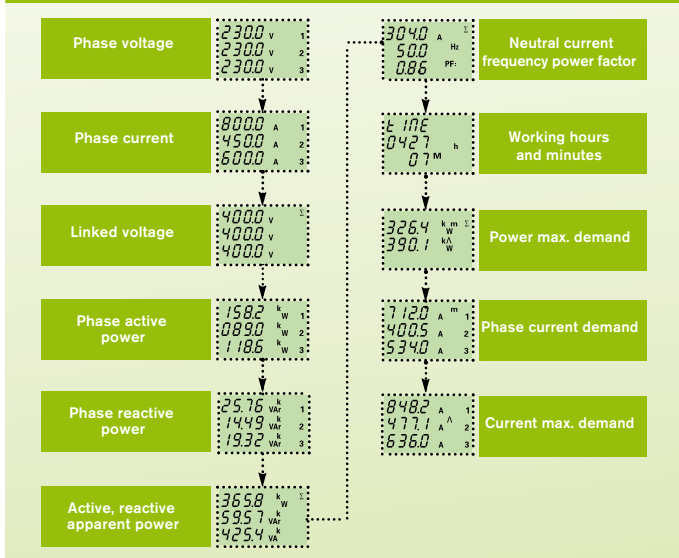 Phase voltage
230.0 V 1
230.0 V 2
230.0 V 3
Phase current
800.0 A 1
450.0 A 2
600.0 A 3
Linked voltage
400.0 V Σ
400.0 V
400.0 V
Phase active
power
158.2 kW 1
089.0 kW 2
118.6 kW 3
Phase reactive
power
25.76 kVAr 1
14.49 kVAr 2
19.32 kVAr 3
Active, reactive
apparent power
365.8 kW Σ
59.57 kVAr
425.4 kVA
304.0 A Σ
50.0 Hz
0.86 PF:
Neutral current
frequency power factor
tINE
0427 h
07 M
Working hours
and minutes
326.4 kW m Σ
390.1 kW Λ
Power max. demand
712.0 A m 1
400.5 A 2
534.0 A 3
Phase current demand
848.2 A 1
477.1 A Λ 2
636.0 A 3
Current max. demand